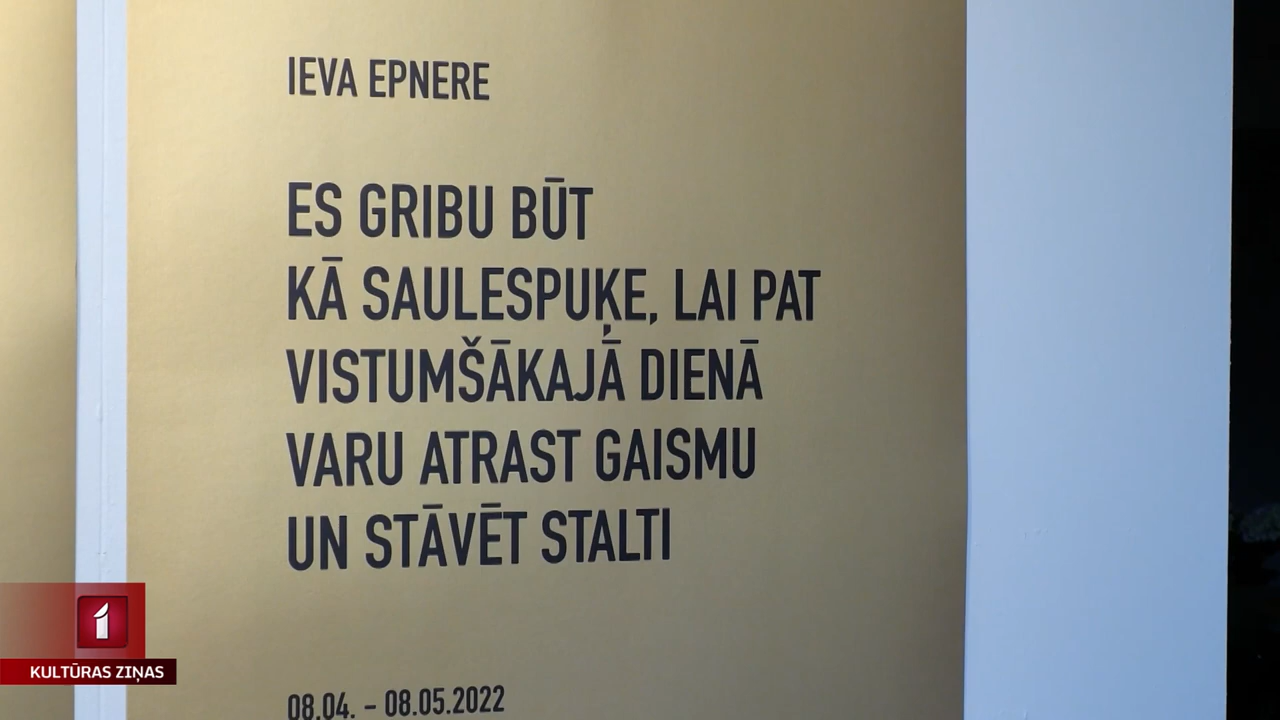 IEVA EPNERE
ES GRIBU BŪT
KĀ SAULESPUĶE, LAI PAT
VISTUMŠĀKAJĀ DIENĀ
VARU ATRAST GAISMU
UN STĀVĒT STALTI
08.04. – 08.05.2022
1
KULTŪRAS ZIŅAS